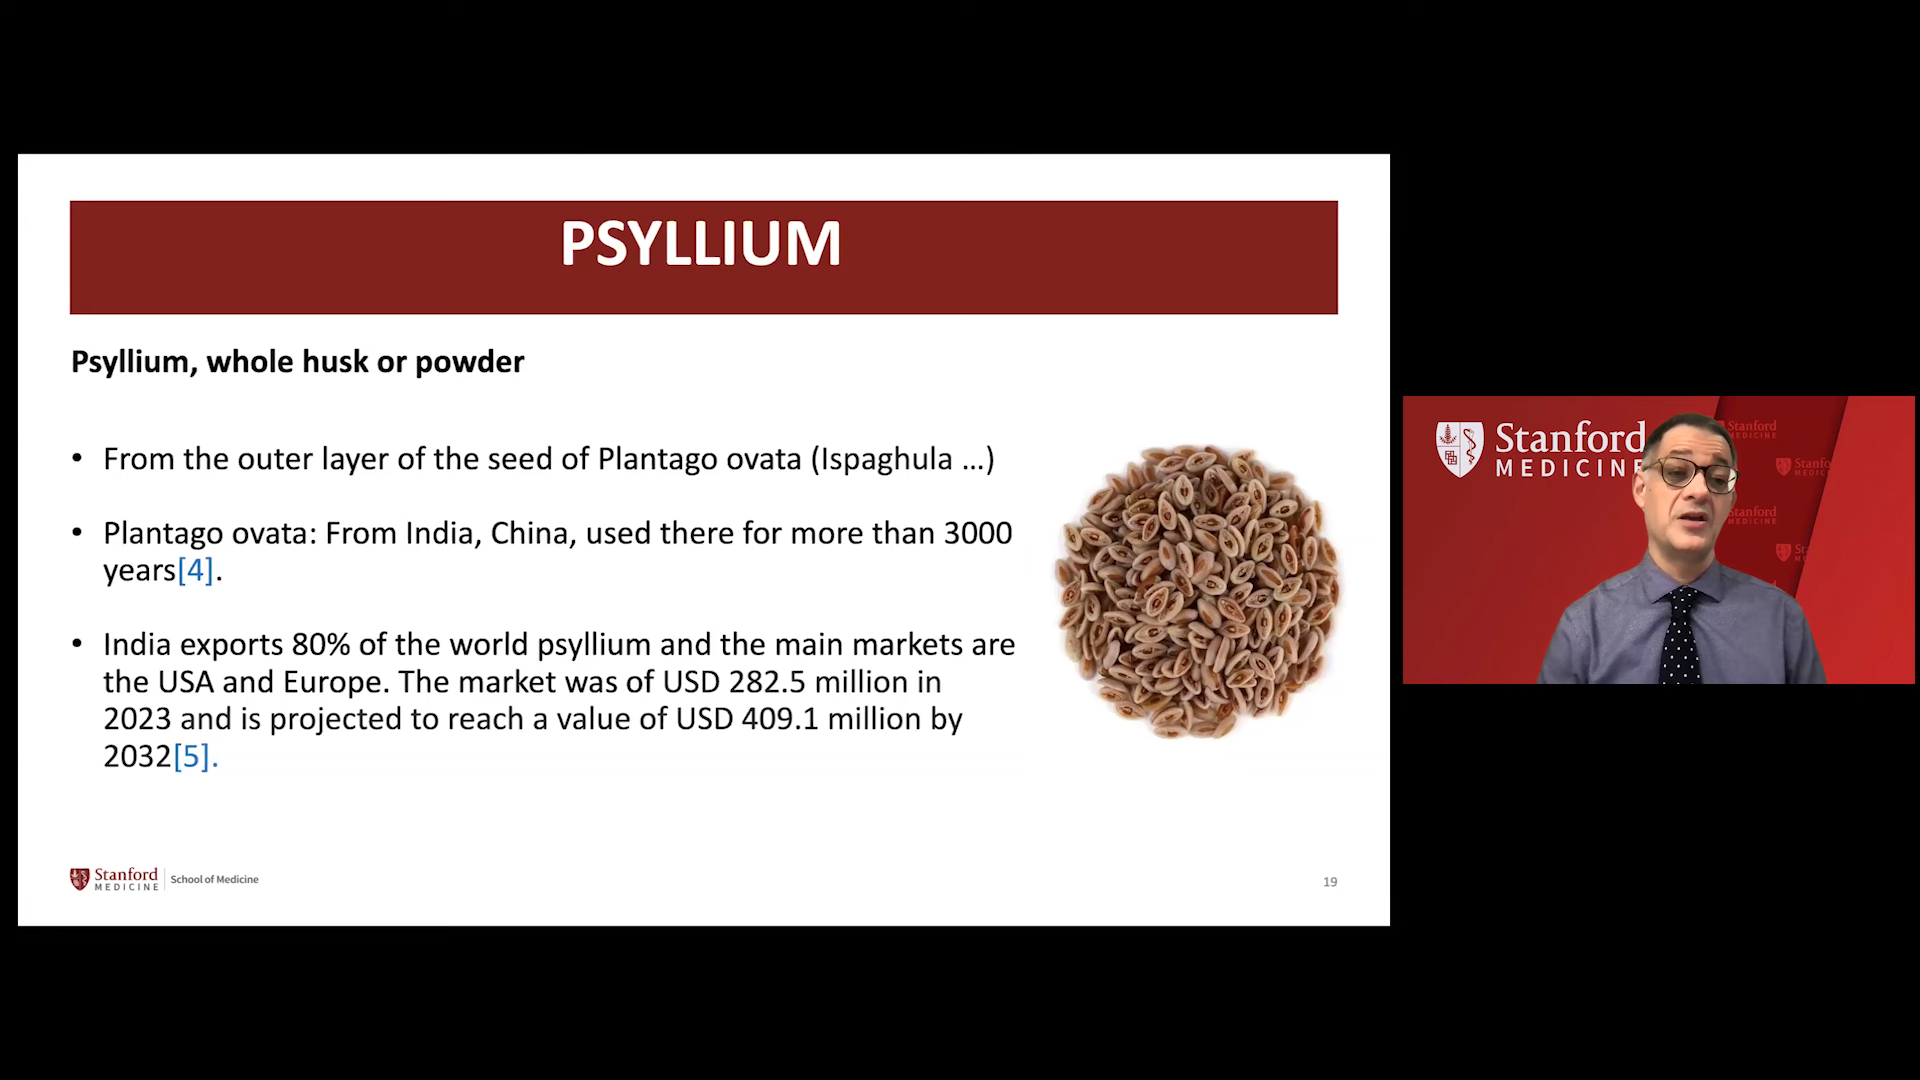 PSYLLIUM
Psyllium, whole husk or powder
• From the outer layer of the seed of Plantago ovata (Ispaghula ...)
• Plantago ovata: From India, China, used there for more than 3000
years[4].
• India exports 80% of the world psyllium and the main markets are
the USA and Europe. The market was of USD 282.5 million in
2023 and is projected to reach a value of USD 409.1 million by
2032[5].
Stanford
MEDICINE
School of Medicine
19
Stanford
MEDICINE
Stanford
MEDICINE
Stanford
MEDICINE